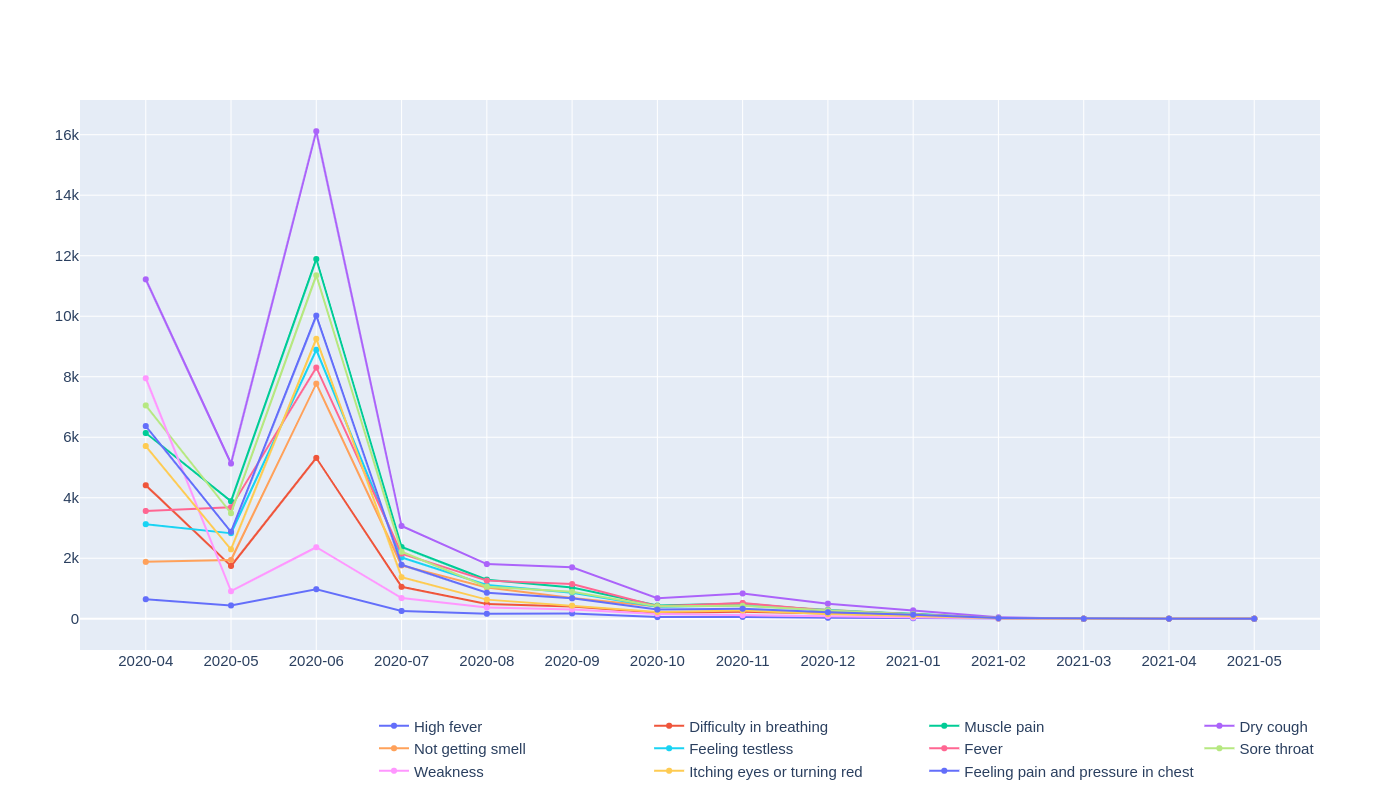 16k
14k
12k
10k
8k
6k
4k
2k
0
2020-04 2020-05 2020-06 2020-07 2020-08 2020-09 2020-10 2020-11 2020-12 2021-01 2021-02 2021-03 2021-04 2021-05
High fever Difficulty in breathing Muscle pain Dry cough
Not getting smell Feeling testless Fever Sore throat
Weakness Itching eyes or turning red Feeling pain and pressure in chest